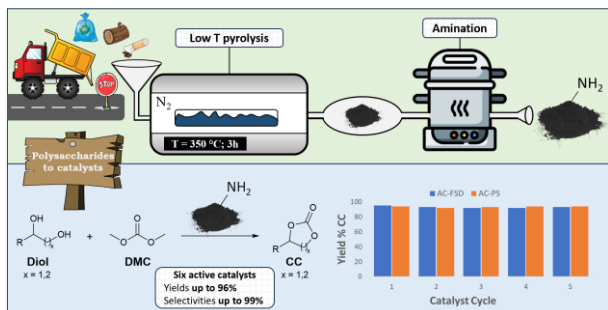 Low T pyrolysis
Amination
STOP
N2
T = 350 °C; 3h
NH2
Polysaccharides
to catalysts
NH2
OH
OH
R
x
Diol
x = 1,2
+
O
O
O
DMC
O
O
O
R
x
CC
x = 1,2
Six active catalysts
Yields up to 96%
Selectivities up to 99%
AC-FSD AC-PS
Yield % CC
100
80
60
40
20
0
1 2 3 4 5
Catalyst Cycle